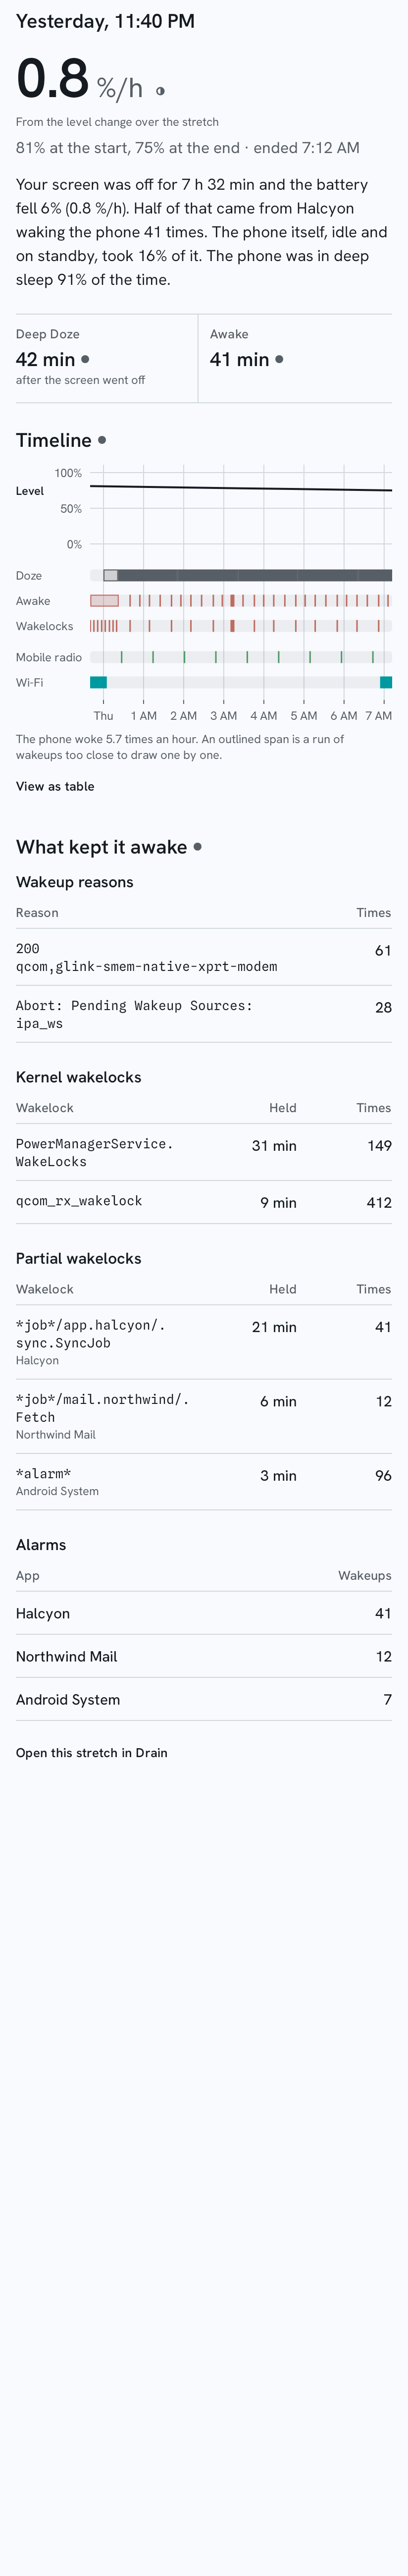 Yesterday, 11:40 PM
0.8 %/h
From the level change over the stretch
81% at the start, 75% at the end · ended 7:12 AM
Your screen was off for 7 h 32 min and the battery
fell 6% (0.8 %/h). Half of that came from Halcyon
waking the phone 41 times. The phone itself, idle and
on standby, took 16% of it. The phone was in deep
sleep 91% of the time.
Deep Doze
42 min
after the screen went off
Awake
41 min
Timeline
100%
Level
50%
0%
Doze
Awake
Wakelocks
Mobile radio
Wi-Fi
Thu 1 AM 2 AM 3 AM 4 AM 5 AM 6 AM 7 AM
The phone woke 5.7 times an hour. An outlined span is a run of
wakeups too close to draw one by one.
View as table
What kept it awake
Wakeup reasons
Reason Times
200
qcom,glink-smem-native-xprt-modem 61
Abort: Pending Wakeup Sources:
ipa_ws 28
Kernel wakelocks
Wakelock Held Times
PowerManagerService.
WakeLocks 31 min 149
qcom_rx_wakelock 9 min 412
Partial wakelocks
Wakelock Held Times
*job*/app.halcyon/.
sync.SyncJob 21 min 41
Halcyon
*job*/mail.northwind/.
Fetch 6 min 12
Northwind Mail
*alarm* 3 min 96
Android System
Alarms
App Wakeups
Halcyon 41
Northwind Mail 12
Android System 7
Open this stretch in Drain